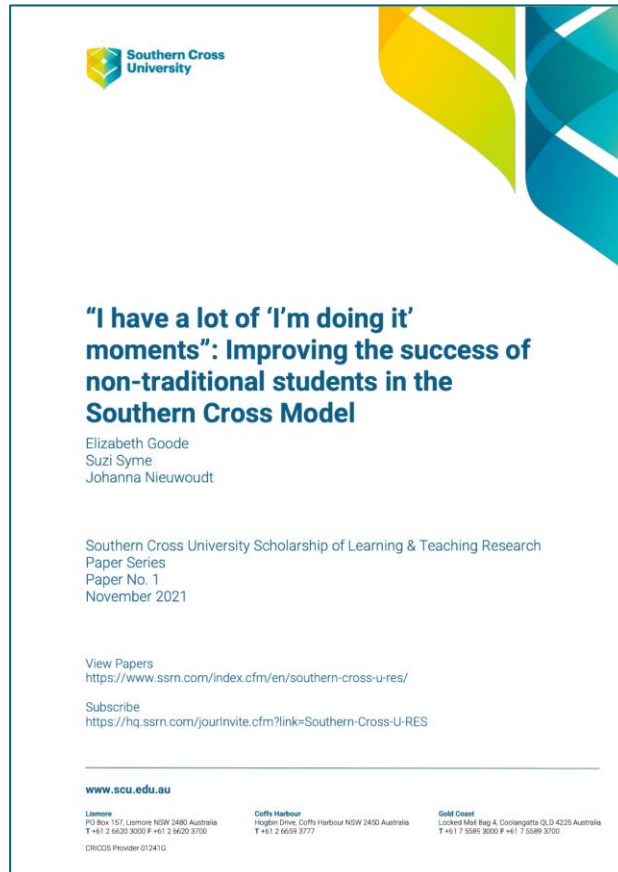 Southern Cross
University
“I have a lot of ‘I’m doing it’
moments”: Improving the success of
non-traditional students in the
Southern Cross Model
Elizabeth Goode
Suzi Syme
Johanna Nieuwoudt
Southern Cross University Scholarship of Learning & Teaching Research
Paper Series
Paper No. 1
November 2021
View Papers
https://www.ssrn.com/index.cfm/en/southern-cross-u-res/
Subscribe
https://hq.ssrn.com/jourInvite.cfm?link=Southern-Cross-U-RES
www.scu.edu.au
Lismore
PO Box 157, Lismore NSW 2480 Australia
T +61 2 6620 3000 F +61 2 6620 3700
CRICOS Provider 01241G
Coffs Harbour
Hogbin Drive, Coffs Harbour NSW 2450 Australia
T +61 2 6659 3777
Gold Coast
Locked Mail Bag 4, Coolangatta QLD 4225 Australia
T +61 7 5589 3000 F +61 7 5589 3700